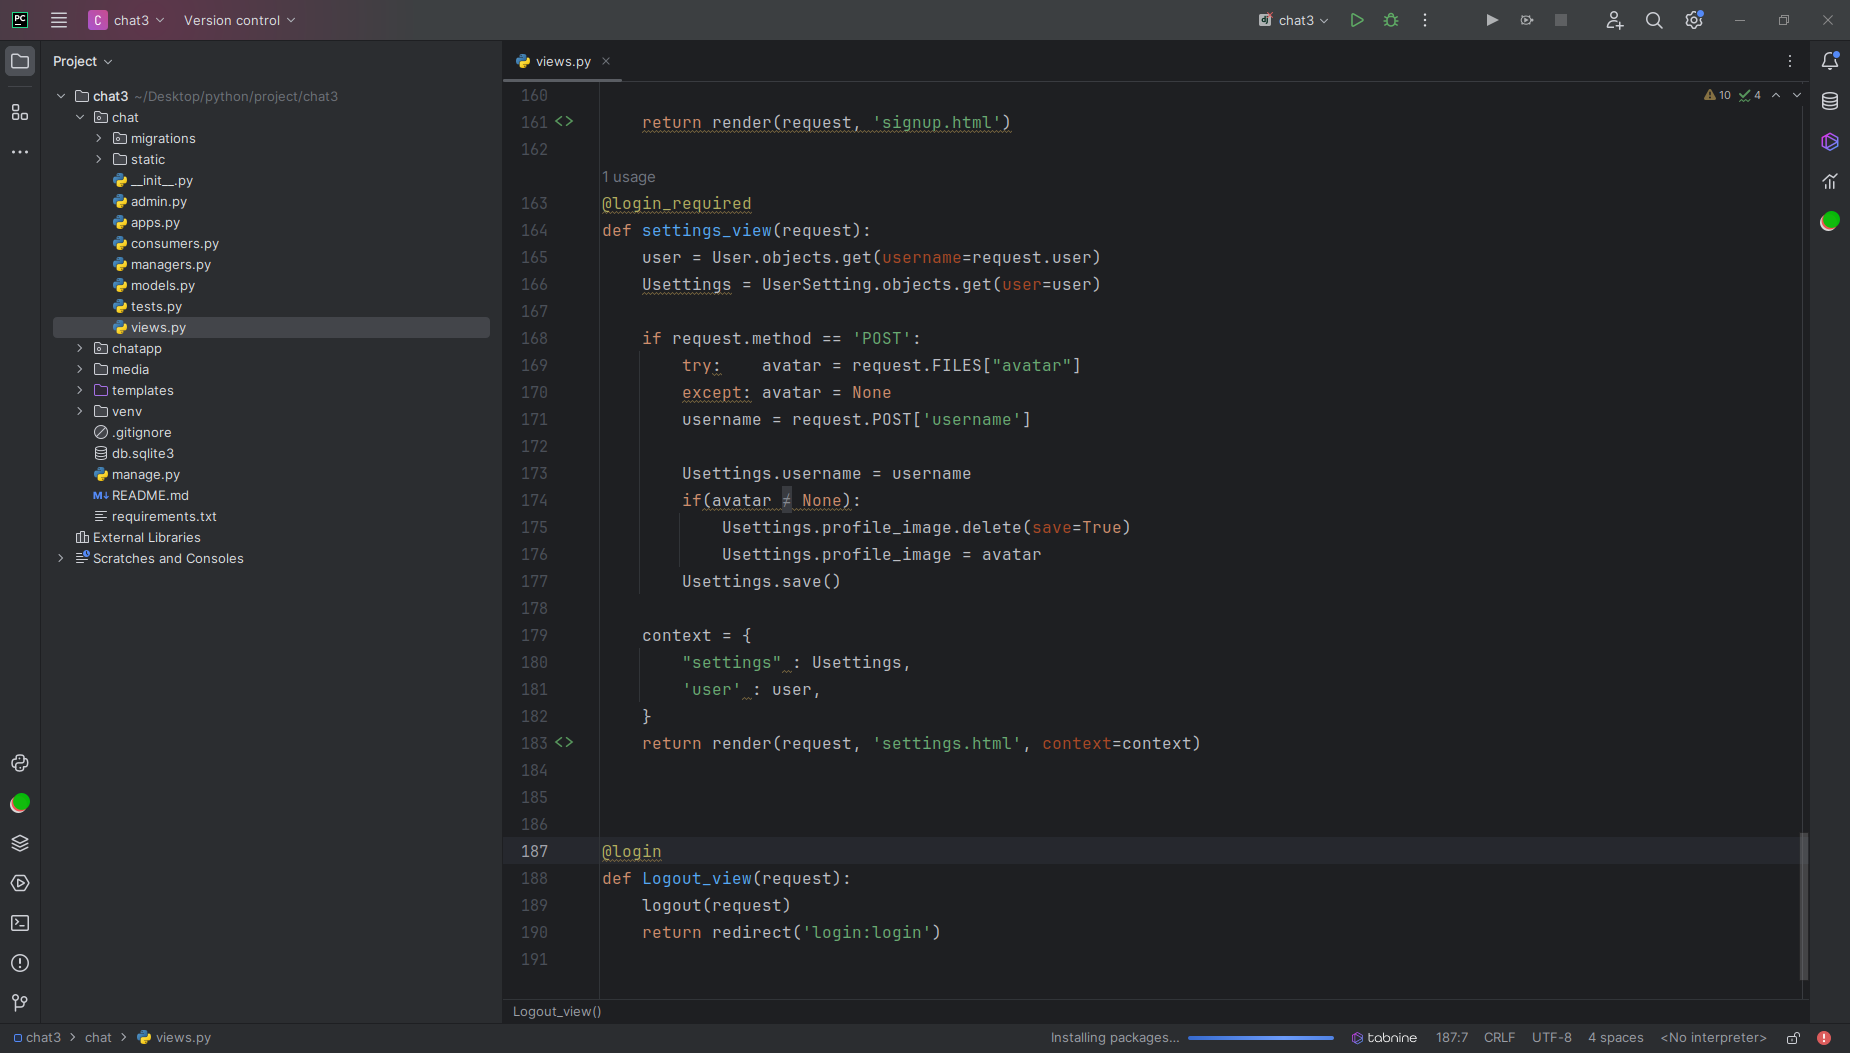 PC
C chat3 Version control
chat3
Project
views.py
chat3 ~/Desktop/python/project/chat3
chat
migrations
static
__init__.py
admin.py
apps.py
consumers.py
managers.py
models.py
tests.py
views.py
chatapp
media
templates
venv
.gitignore
db.sqlite3
manage.py
M↓ README.md
requirements.txt
External Libraries
Scratches and Consoles
10 4
160
161 <> return render(request, 'signup.html')
162
1 usage
163 @login_required
164 def settings_view(request):
165 user = User.objects.get(username=request.user)
166 Usettings = UserSetting.objects.get(user=user)
167
168 if request.method == 'POST':
169 try: avatar = request.FILES["avatar"]
170 except: avatar = None
171 username = request.POST['username']
172
173 Usettings.username = username
174 if(avatar ≠ None):
175 Usettings.profile_image.delete(save=True)
176 Usettings.profile_image = avatar
177 Usettings.save()
178
179 context = {
180 "settings" : Usettings,
181 'user' : user,
182 }
183 <> return render(request, 'settings.html', context=context)
184
185
186
187 @login
188 def Logout_view(request):
189 logout(request)
190 return redirect('login:login')
191
Logout_view()
chat3 > chat > views.py
Installing packages... tabnine 187:7 CRLF UTF-8 4 spaces <No interpreter>